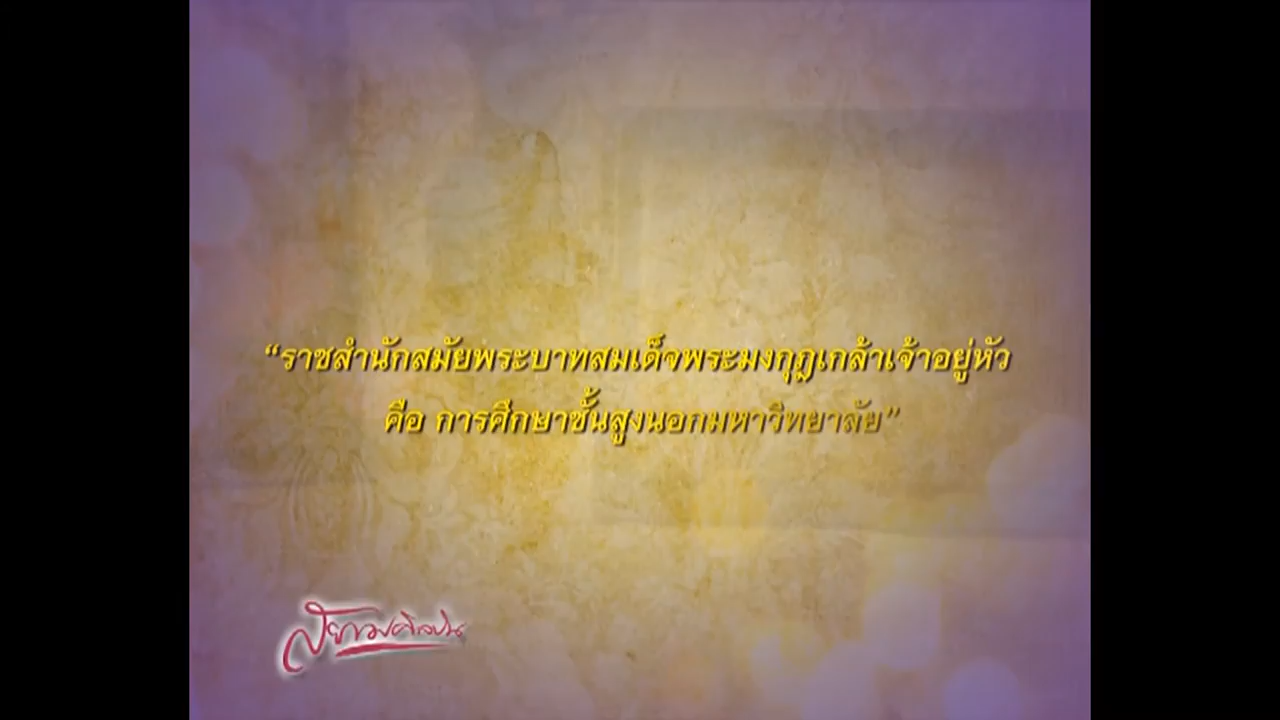 “ราชสำนักสมัยพระบาทสมเด็จพระมงกุฎเกล้าเจ้าอยู่หัว
คือ การศึกษาชั้นสูงนอกมหาวิทยาลัย”